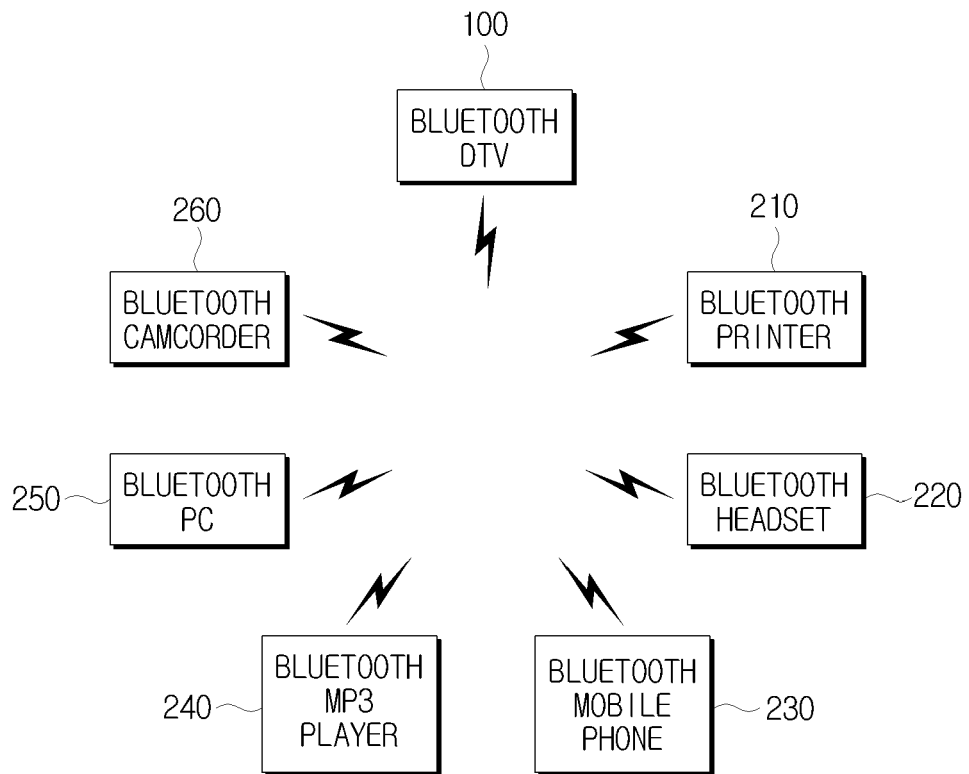 100
BLUETOOTH
DTV
260
BLUETOOTH
CAMCORDER
210
BLUETOOTH
PRINTER
250
BLUETOOTH
PC
BLUETOOTH
HEADSET
220
240
BLUETOOTH
MP3
PLAYER
BLUETOOTH
MOBILE
PHONE
230